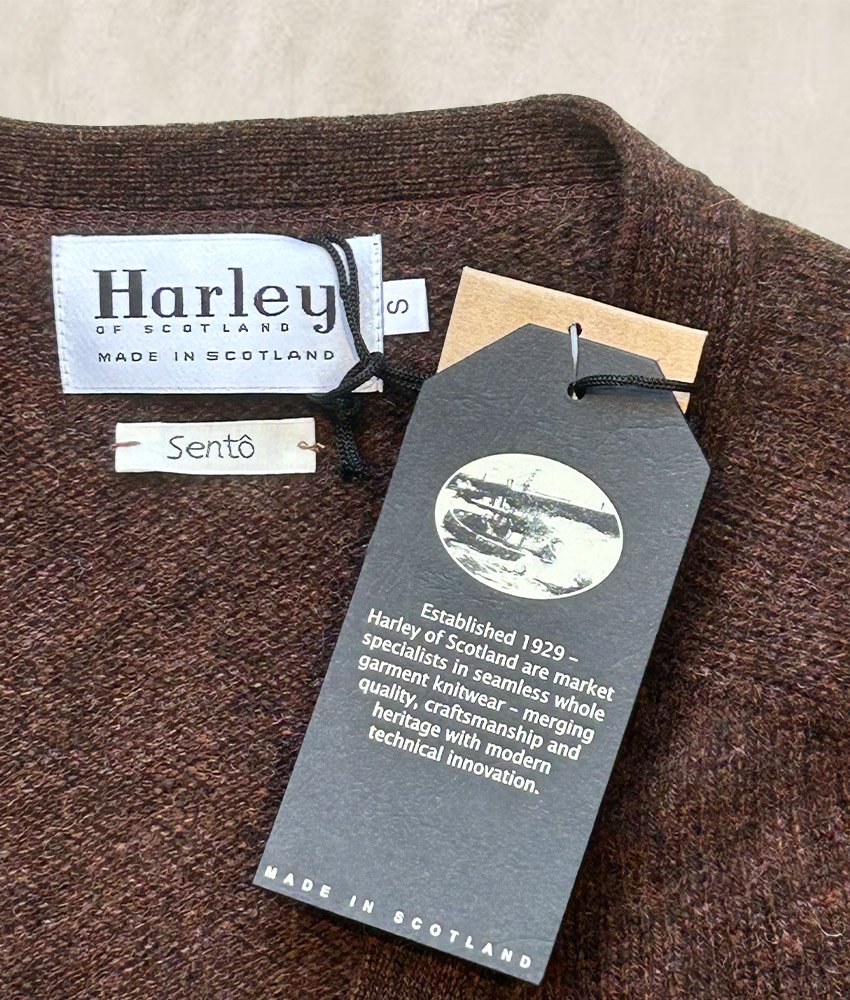 Harley
OF SCOTLAND
MADE IN SCOTLAND
S
Sentô
Established 1929 –
Harley of Scotland are market
specialists in seamless whole
garment knitwear – merging
quality, craftsmanship and
heritage with modern
technical innovation.
MADE IN SCOTLAND